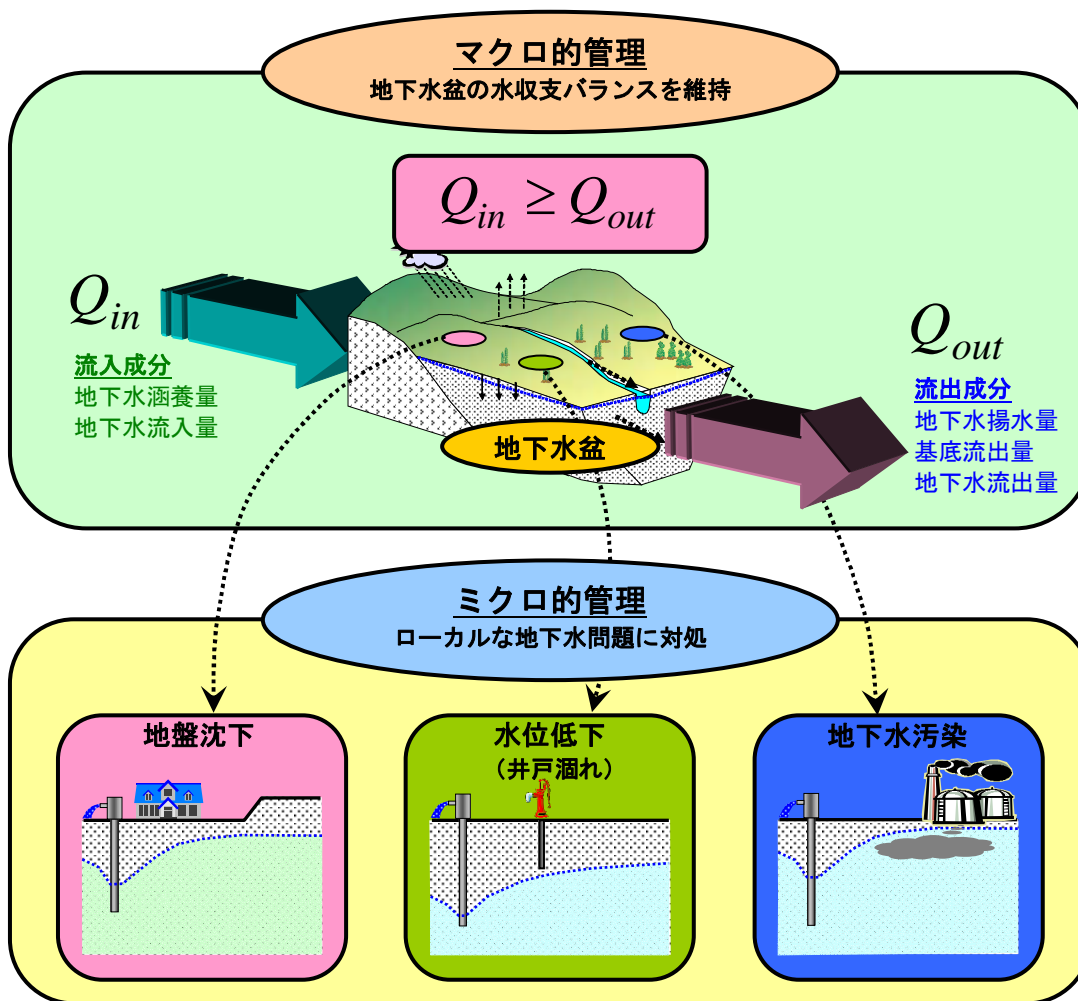 マクロ的管理
地下水盆の水収支バランスを維持
Q_in ≥ Q_out
Q_in
流入成分
地下水涵養量
地下水流入量
Q_out
流出成分
地下水揚水量
基底流出量
地下水流出量
地下水盆
ミクロ的管理
ローカルな地下水問題に対処
地盤沈下
水位低下
（井戸涸れ）
地下水汚染